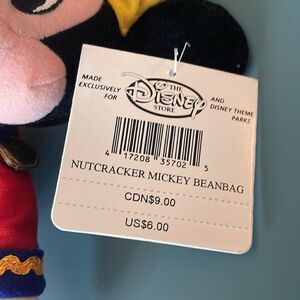 MADE
EXCLUSIVELY
FOR
THE
Disney
STORE
AND
DISNEY THEME
PARKS
4 17208 35702 5
NUTCRACKER MICKEY BEANBAG
CDN$9.00
US$6.00